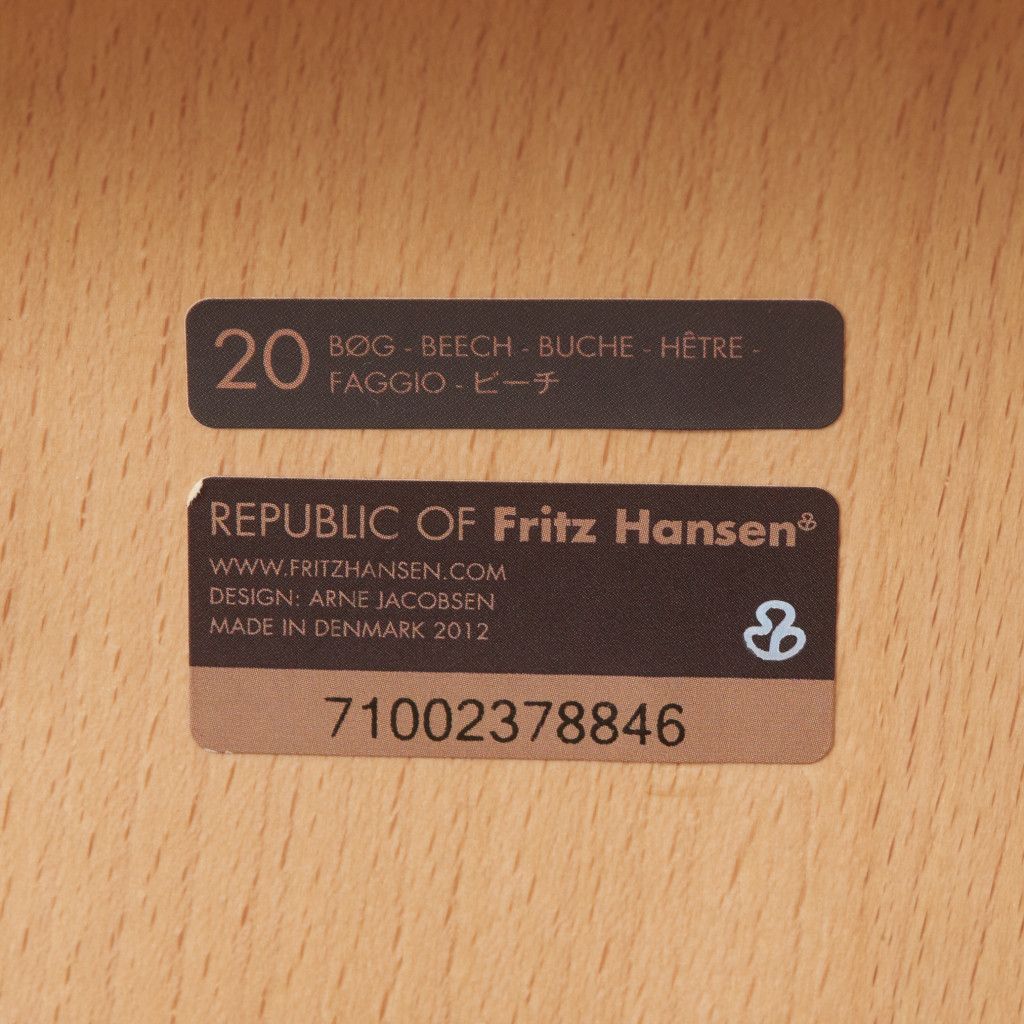 20 BØG - BEECH - BUCHE - HÊTRE -
FAGGIO - ビーチ
REPUBLIC OF Fritz Hansen
WWW.FRITZHANSEN.COM
DESIGN: ARNE JACOBSEN
MADE IN DENMARK 2012
71002378846